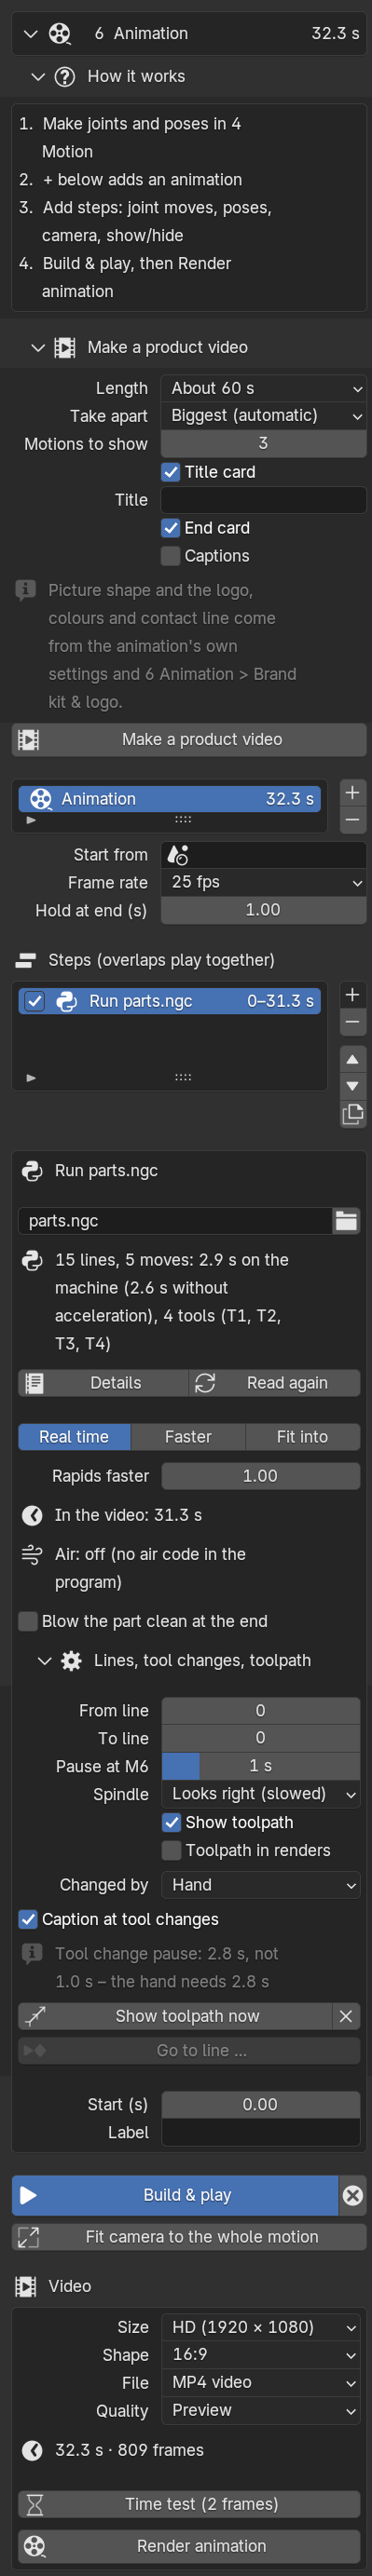 6 Animation 32.3 s
How it works
1. Make joints and poses in 4
Motion
2. + below adds an animation
3. Add steps: joint moves, poses,
camera, show/hide
4. Build & play, then Render
animation
Make a product video
Length About 60 s
Take apart Biggest (automatic)
Motions to show 3
Title card
Title
End card
Captions
Picture shape and the logo,
colours and contact line come
from the animation's own
settings and 6 Animation > Brand
kit & logo.
Make a product video
Animation 32.3 s
Start from
Frame rate 25 fps
Hold at end (s) 1.00
Steps (overlaps play together)
Run parts.ngc 0–31.3 s
Run parts.ngc
parts.ngc
15 lines, 5 moves: 2.9 s on the
machine (2.6 s without
acceleration), 4 tools (T1, T2,
T3, T4)
Details Read again
Real time Faster Fit into
Rapids faster 1.00
In the video: 31.3 s
Air: off (no air code in the
program)
Blow the part clean at the end
Lines, tool changes, toolpath
From line 0
To line 0
Pause at M6 1 s
Spindle Looks right (slowed)
Show toolpath
Toolpath in renders
Changed by Hand
Caption at tool changes
Tool change pause: 2.8 s, not
1.0 s – the hand needs 2.8 s
Show toolpath now
Go to line ...
Start (s) 0.00
Label
Build & play
Fit camera to the whole motion
Video
Size HD (1920 × 1080)
Shape 16:9
File MP4 video
Quality Preview
32.3 s · 809 frames
Time test (2 frames)
Render animation